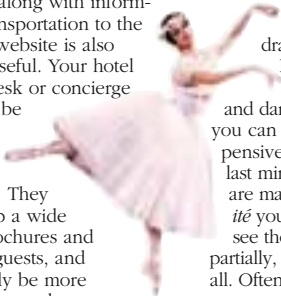 along with inform-
nsportation to the
website is also
seful. Your hotel
esk or concierge
be
They
p a wide
ochures and
guests, and
ly be more
dra
and dan
you can
pensive
last min
are ma
ité you
see the
partially,
all. Often